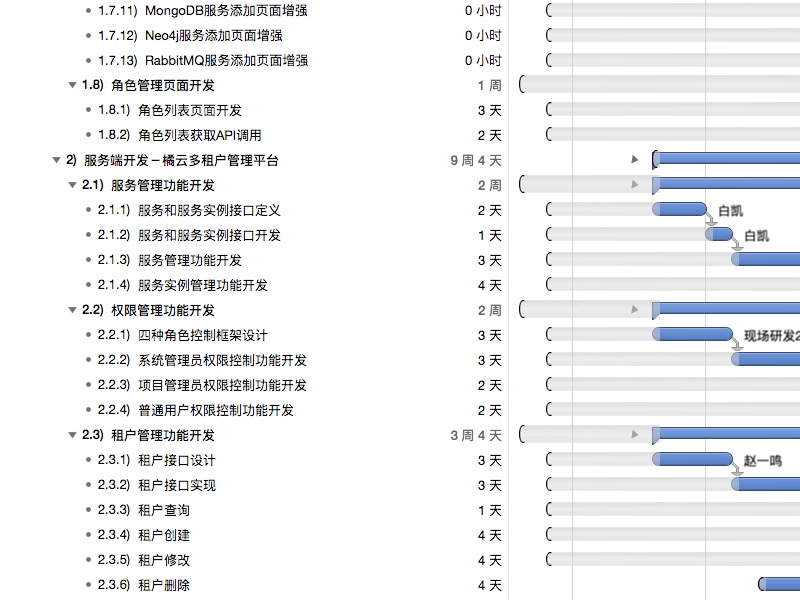 1.7.11) MongoDB服务添加页面增强 0 小时
1.7.12) Neo4j服务添加页面增强 0 小时
1.7.13) RabbitMQ服务添加页面增强 0 小时
1.8) 角色管理页面开发 1 周
1.8.1) 角色列表页面开发 3 天
1.8.2) 角色列表获取API调用 2 天
2) 服务端开发－橘云多租户管理平台 9 周 4 天
2.1) 服务管理功能开发 2 周
2.1.1) 服务和服务实例接口定义 2 天 白凯
2.1.2) 服务和服务实例接口开发 1 天 白凯
2.1.3) 服务管理功能开发 3 天
2.1.4) 服务实例管理功能开发 4 天
2.2) 权限管理功能开发 2 周
2.2.1) 四种角色控制框架设计 3 天 现场研发2
2.2.2) 系统管理员权限控制功能开发 3 天
2.2.3) 项目管理员权限控制功能开发 2 天
2.2.4) 普通用户权限控制功能开发 2 天
2.3) 租户管理功能开发 3 周 4 天
2.3.1) 租户接口设计 3 天 赵一鸣
2.3.2) 租户接口实现 3 天
2.3.3) 租户查询 1 天
2.3.4) 租户创建 4 天
2.3.5) 租户修改 4 天
2.3.6) 租户删除 4 天